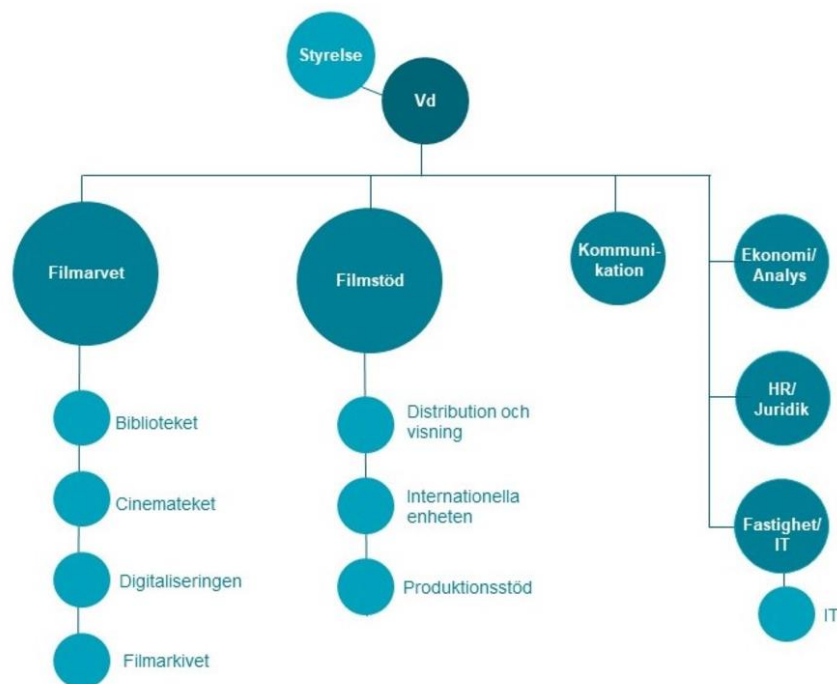 Styrelse
Vd
Filmarvet
Filmstöd
Kommuni-
kation
Ekonomi/
Analys
HR/
Juridik
Fastighet/
IT
IT
Biblioteket
Cinemateket
Digitaliseringen
Filmarkivet
Distribution och
visning
Internationella
enheten
Produktionsstöd